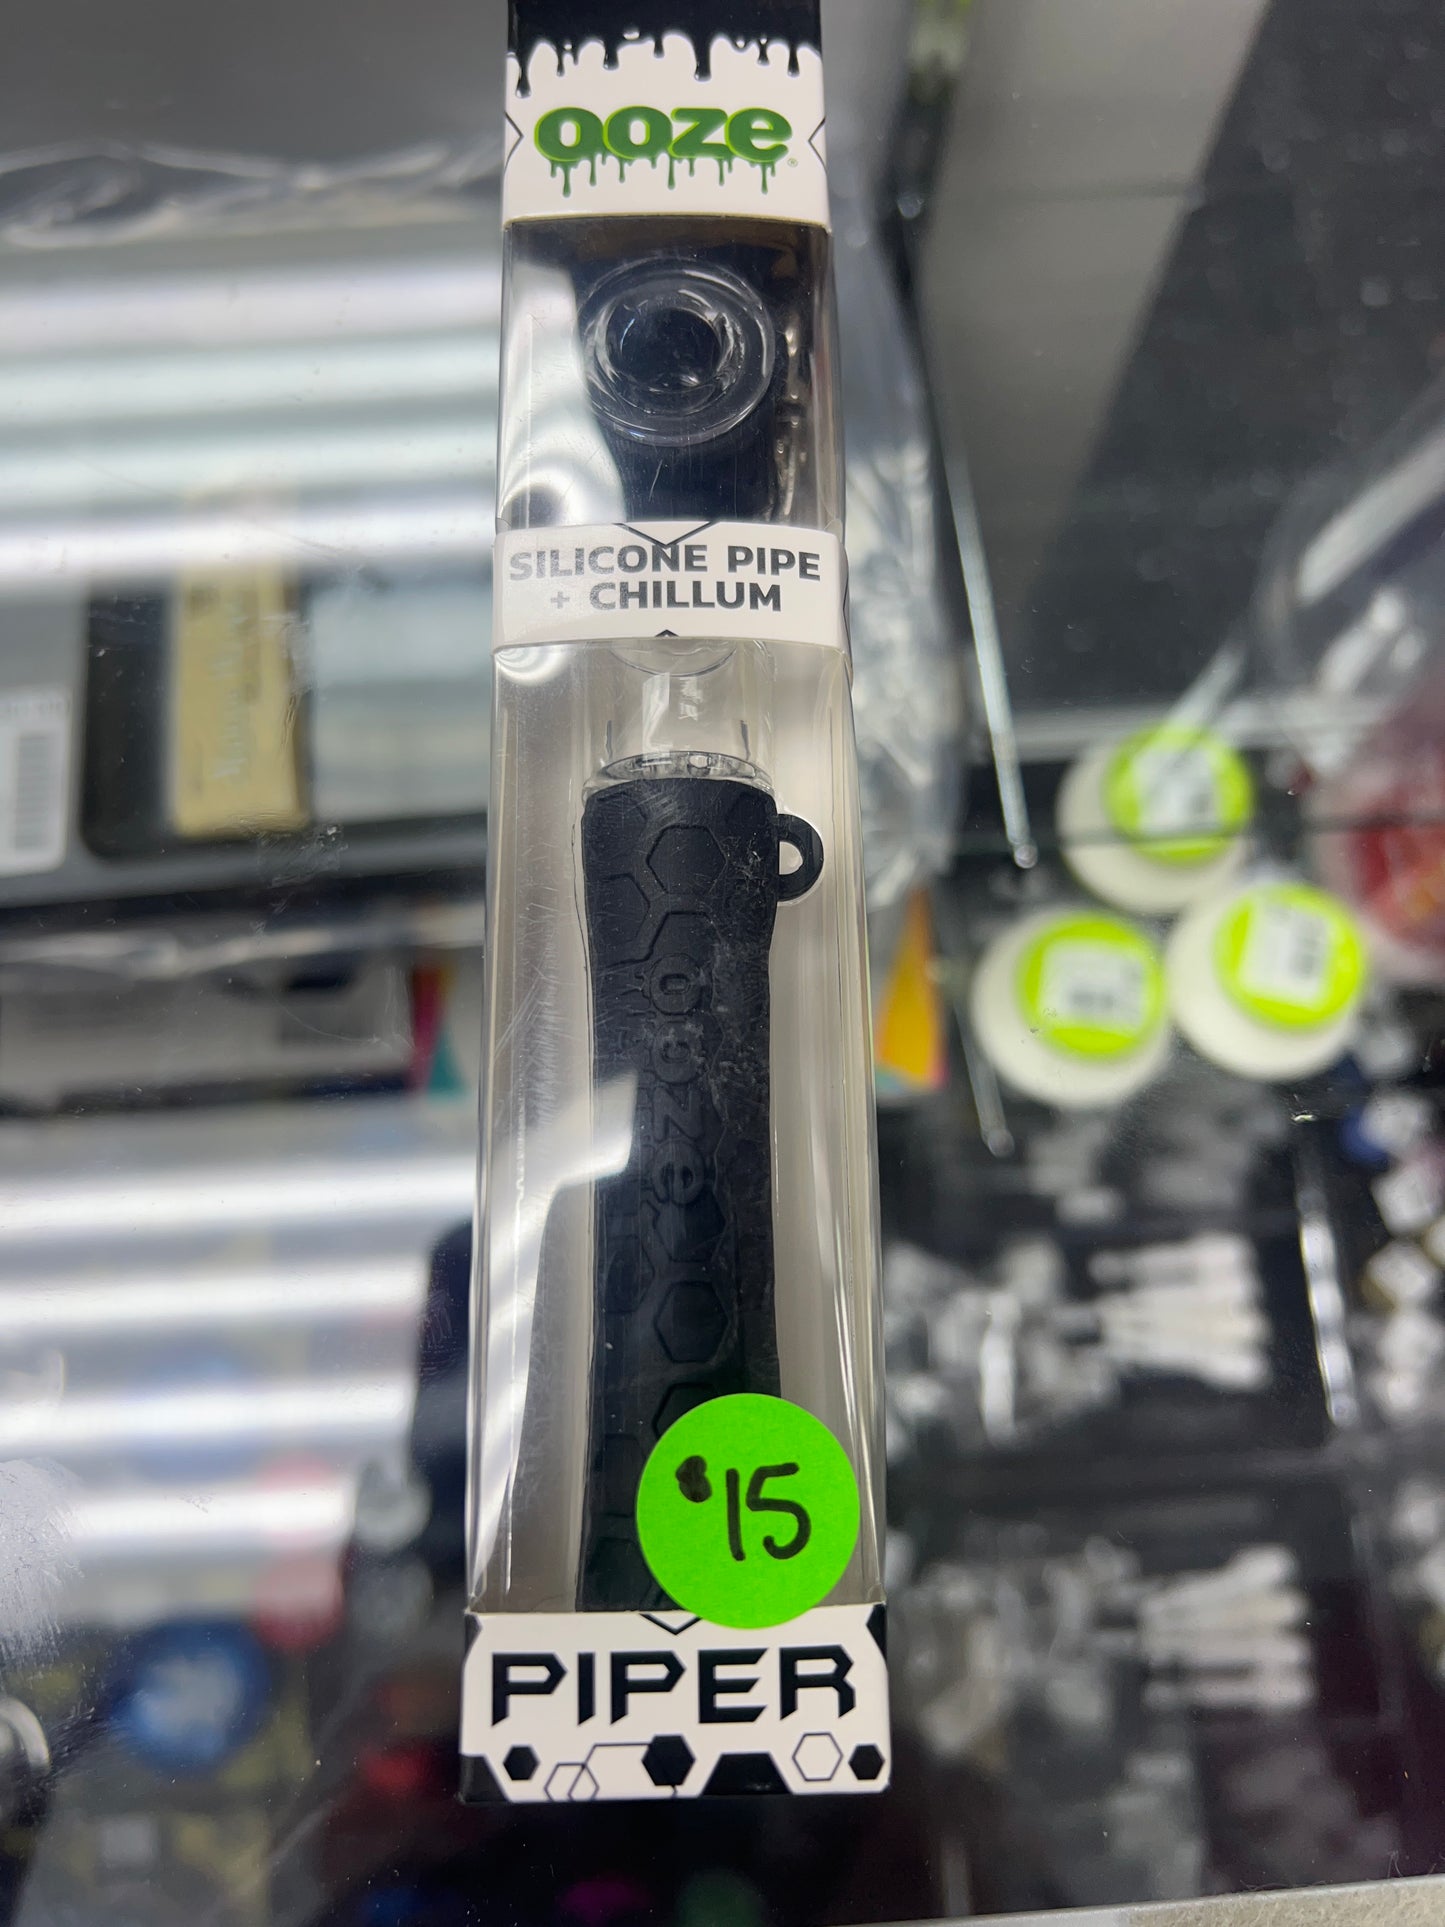 ooze®
SILICONE PIPE
+ CHILLUM
ooze
$15
PIPER